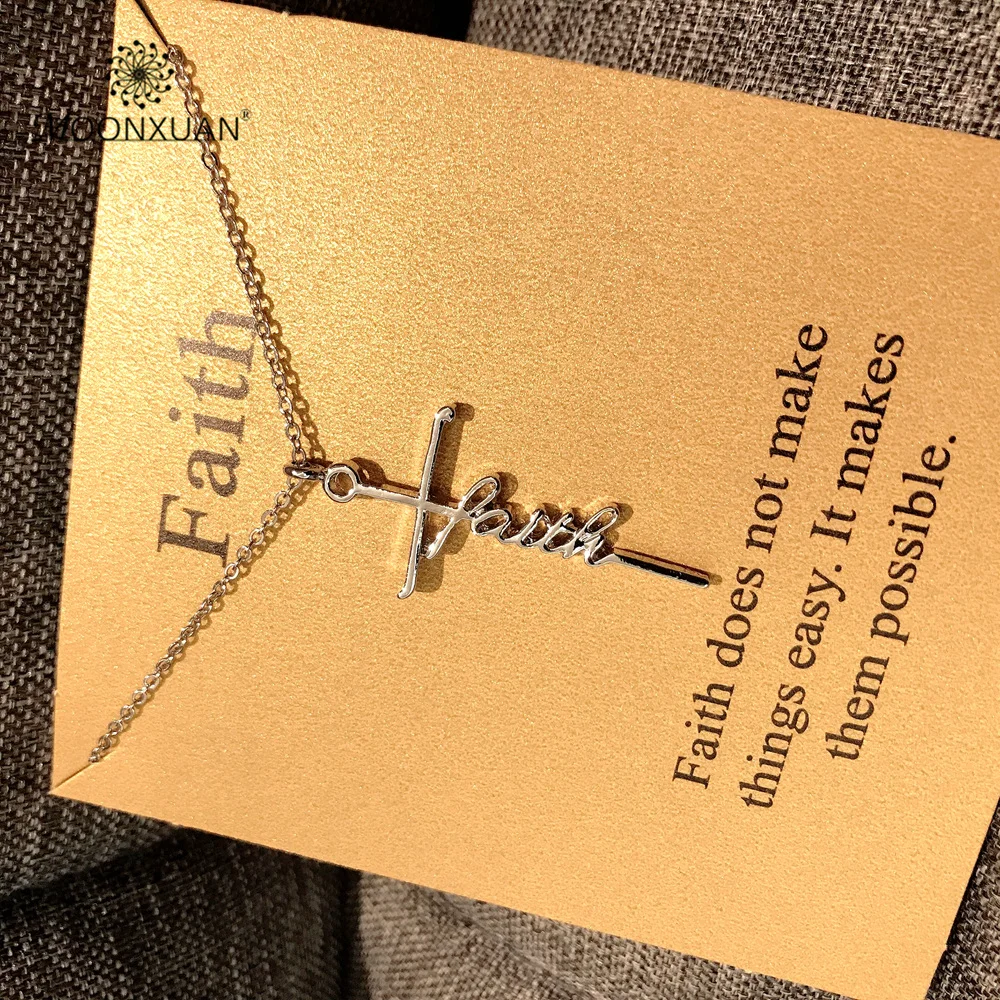 MOONXUAN®
Faith
faith
Faith does not make
things easy. It makes
them possible.